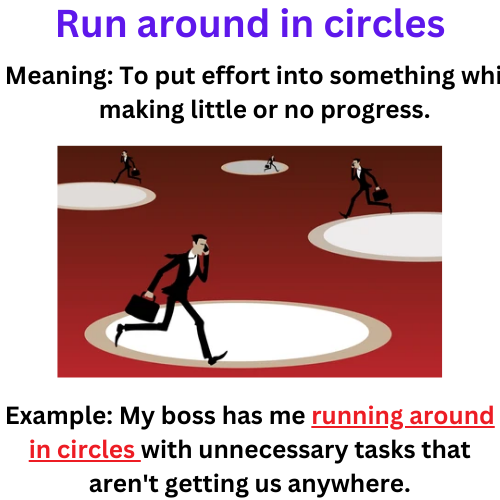 Run around in circles
Meaning: To put effort into something whi
making little or no progress.
Example: My boss has me running around
in circles with unnecessary tasks that
aren't getting us anywhere.